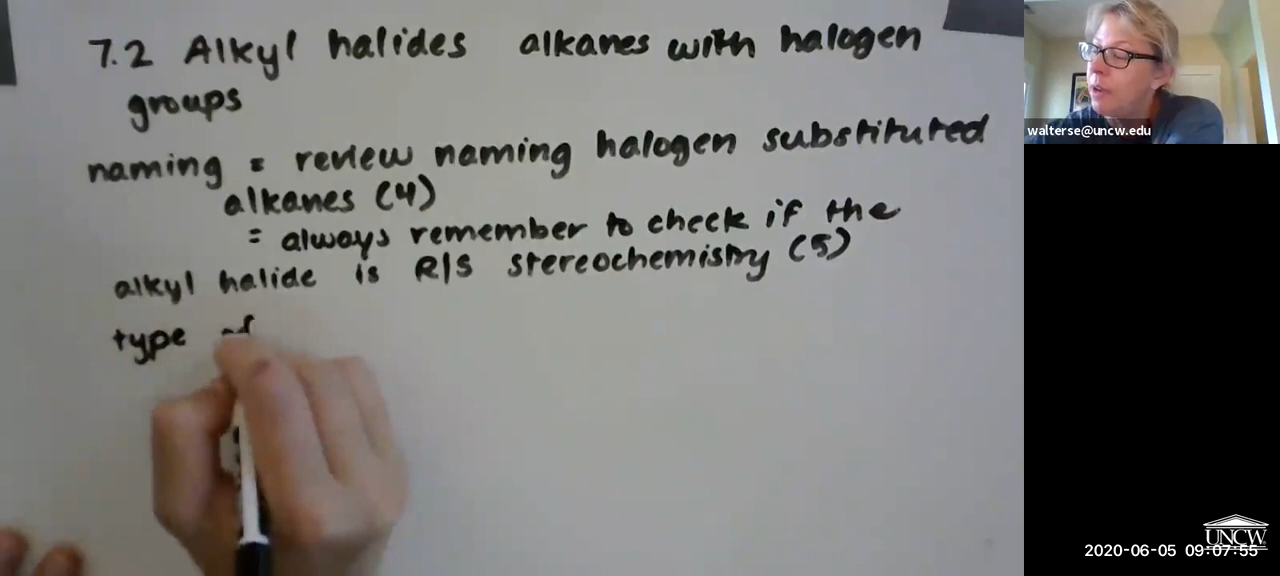 7.2 Alkyl halides alkanes with halogen
groups
naming = review naming halogen substituted
alkanes (4)
= always remember to check if the
alkyl halide is R/S stereochemistry (5)
type of
walterse@uncw.edu
UNCW
2020-06-05 09:07:55